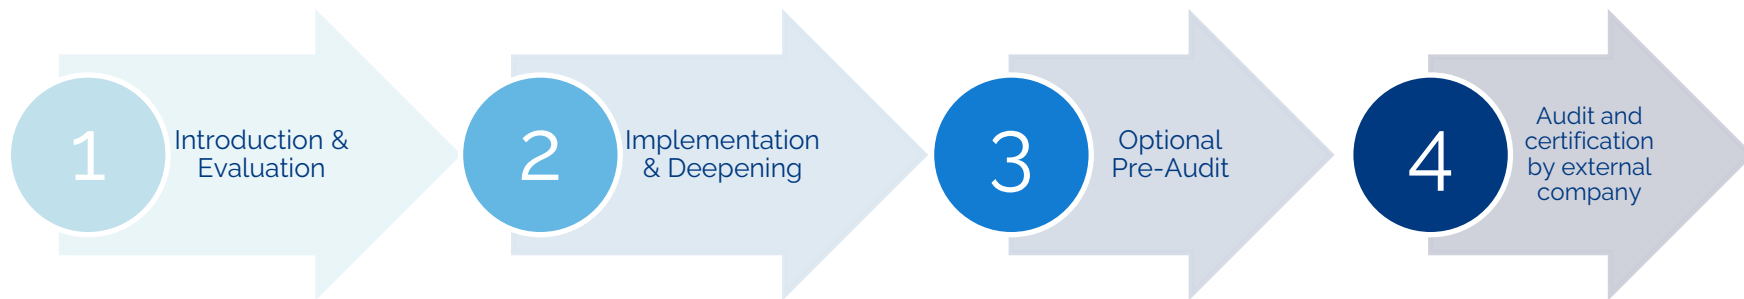 1
Introduction &
Evaluation
2
Implementation
& Deepening
3
Optional
Pre-Audit
4
Audit and
certification
by external
company